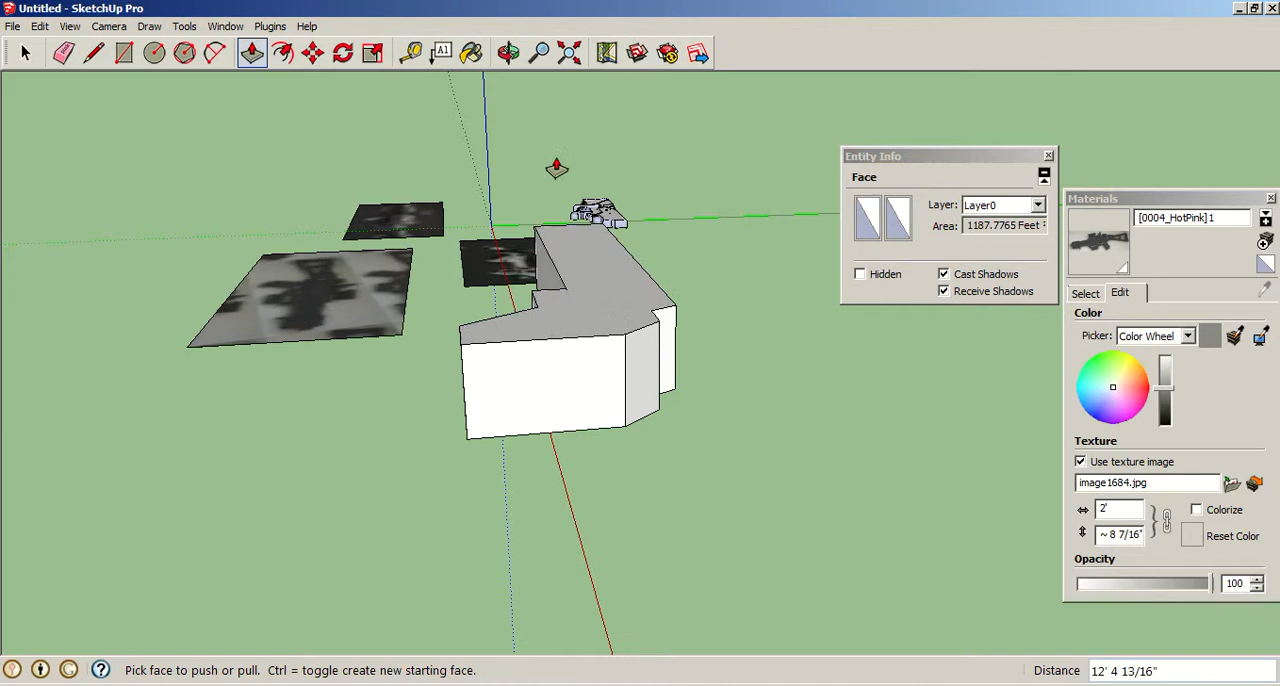 Untitled - SketchUp Pro
File Edit View Camera Draw Tools Window Plugins Help
A1
Entity Info
Face
Layer: Layer0
Area: 1187.7765 Feet
Hidden
Cast Shadows
Receive Shadows
Materials
[0004_HotPink]1
Select Edit
Color
Picker: Color Wheel
Texture
Use texture image
image1684.jpg
2'
Colorize
~ 8 7/16"
Reset Color
Opacity
100
Pick face to push or pull. Ctrl = toggle create new starting face.
Distance 12' 4 13/16"